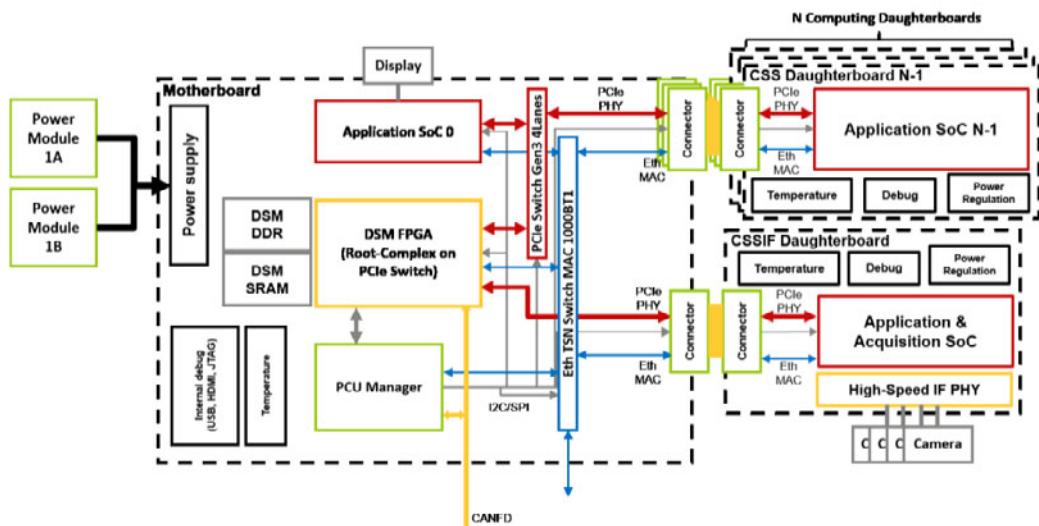 N Computing Daughterboards
CSS Daughterboard N-1
Display
Motherboard
Power
Module
1A
Power
Module
1B
Power supply
Application SoC 0
PCIe Switch Gen3 4Lanes
PCIe
PHY
Connector
Connector
PCIe
PHY
Application SoC N-1
Eth
MAC
Eth
MAC
Temperature
Debug
Power
Regulation
DSM
DDR
DSM
SRAM
DSM FPGA
(Root-Complex on
PCIe Switch)
Eth TSN Switch MAC 1000BT1
CSSIF Daughterboard
Temperature
Debug
Power
Regulation
PCIe
PHY
Connector
Connector
PCIe
PHY
Application &
Acquisition SoC
Eth
MAC
Eth
MAC
Internal debug
(USB, HDMI, JTAG)
Temperature
PCU Manager
I2C/SPI
High-Speed IF PHY
C
C
C
Camera
CANFD